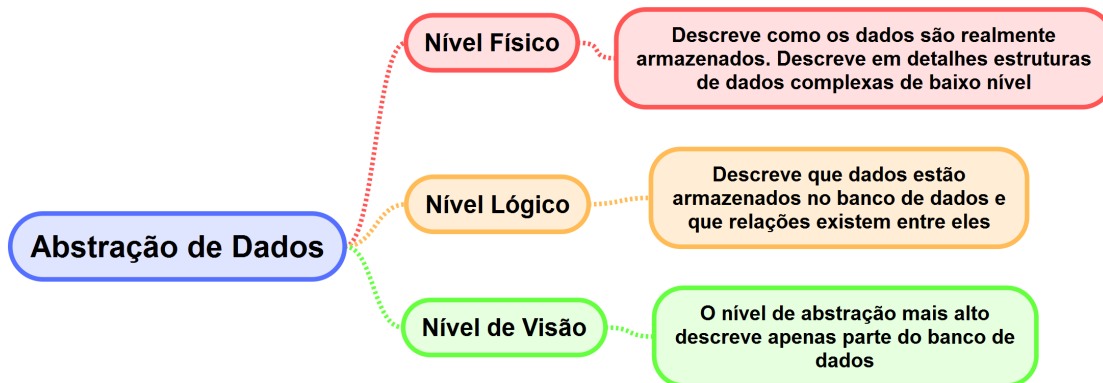 Abstração de Dados
Nível Físico
Descreve como os dados são realmente
armazenados. Descreve em detalhes estruturas
de dados complexas de baixo nível
Nível Lógico
Descreve que dados estão
armazenados no banco de dados e
que relações existem entre eles
Nível de Visão
O nível de abstração mais alto
descreve apenas parte do banco de
dados